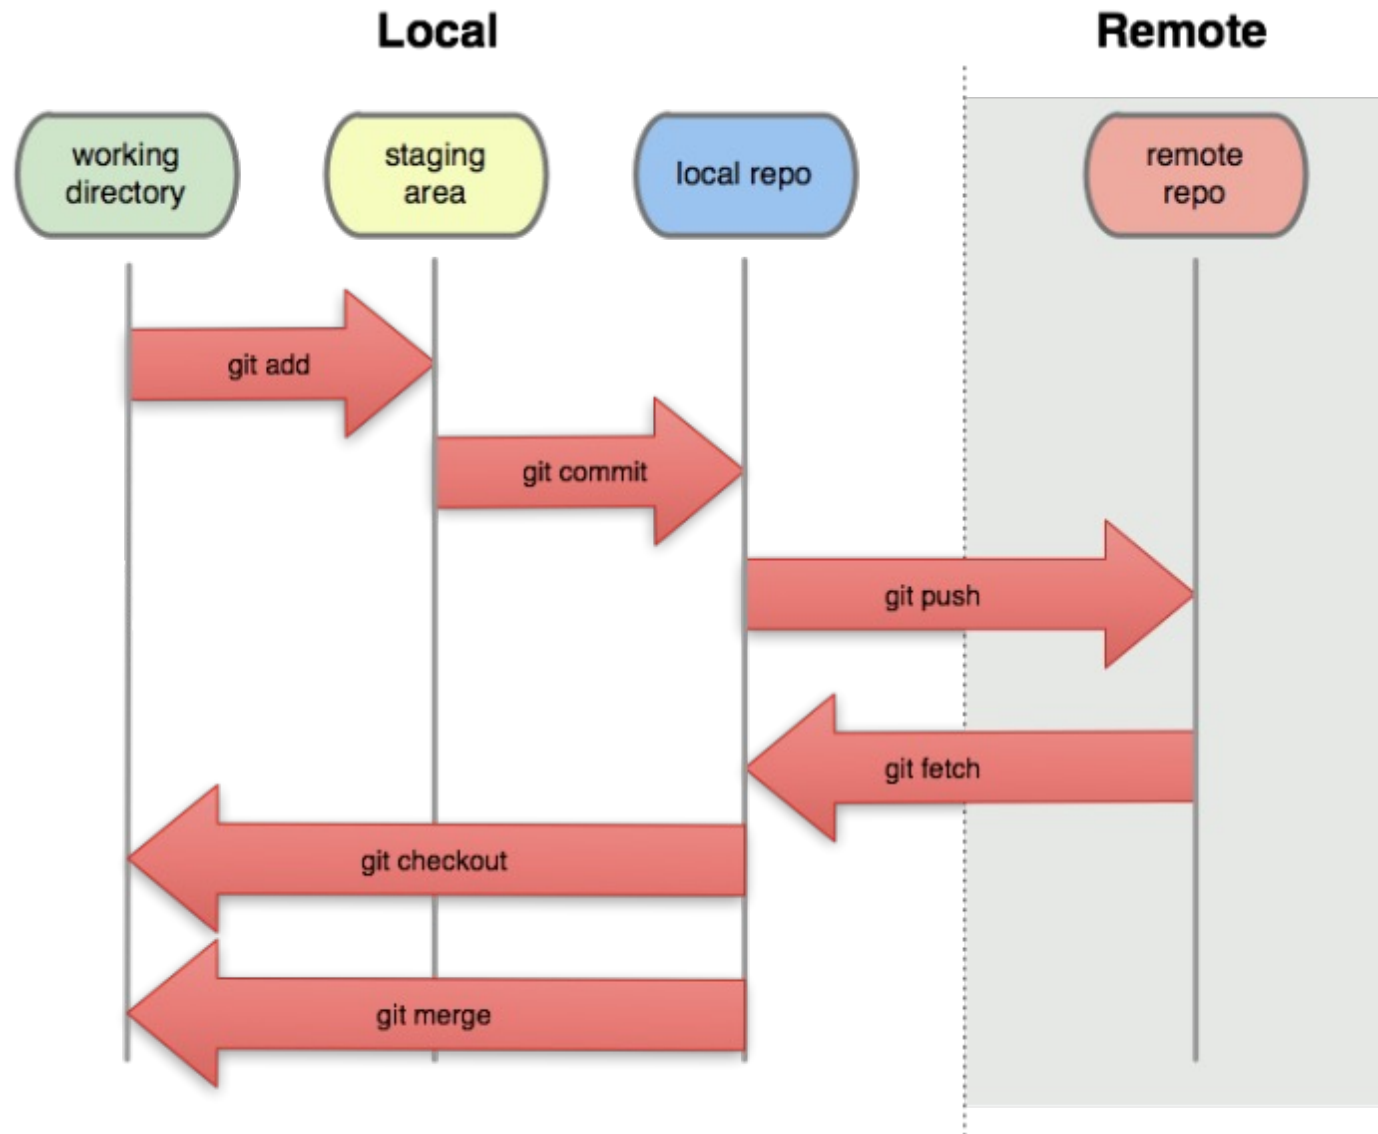 Local
Remote
working
directory
staging
area
local repo
remote
repo
git add
git commit
git push
git fetch
git checkout
git merge